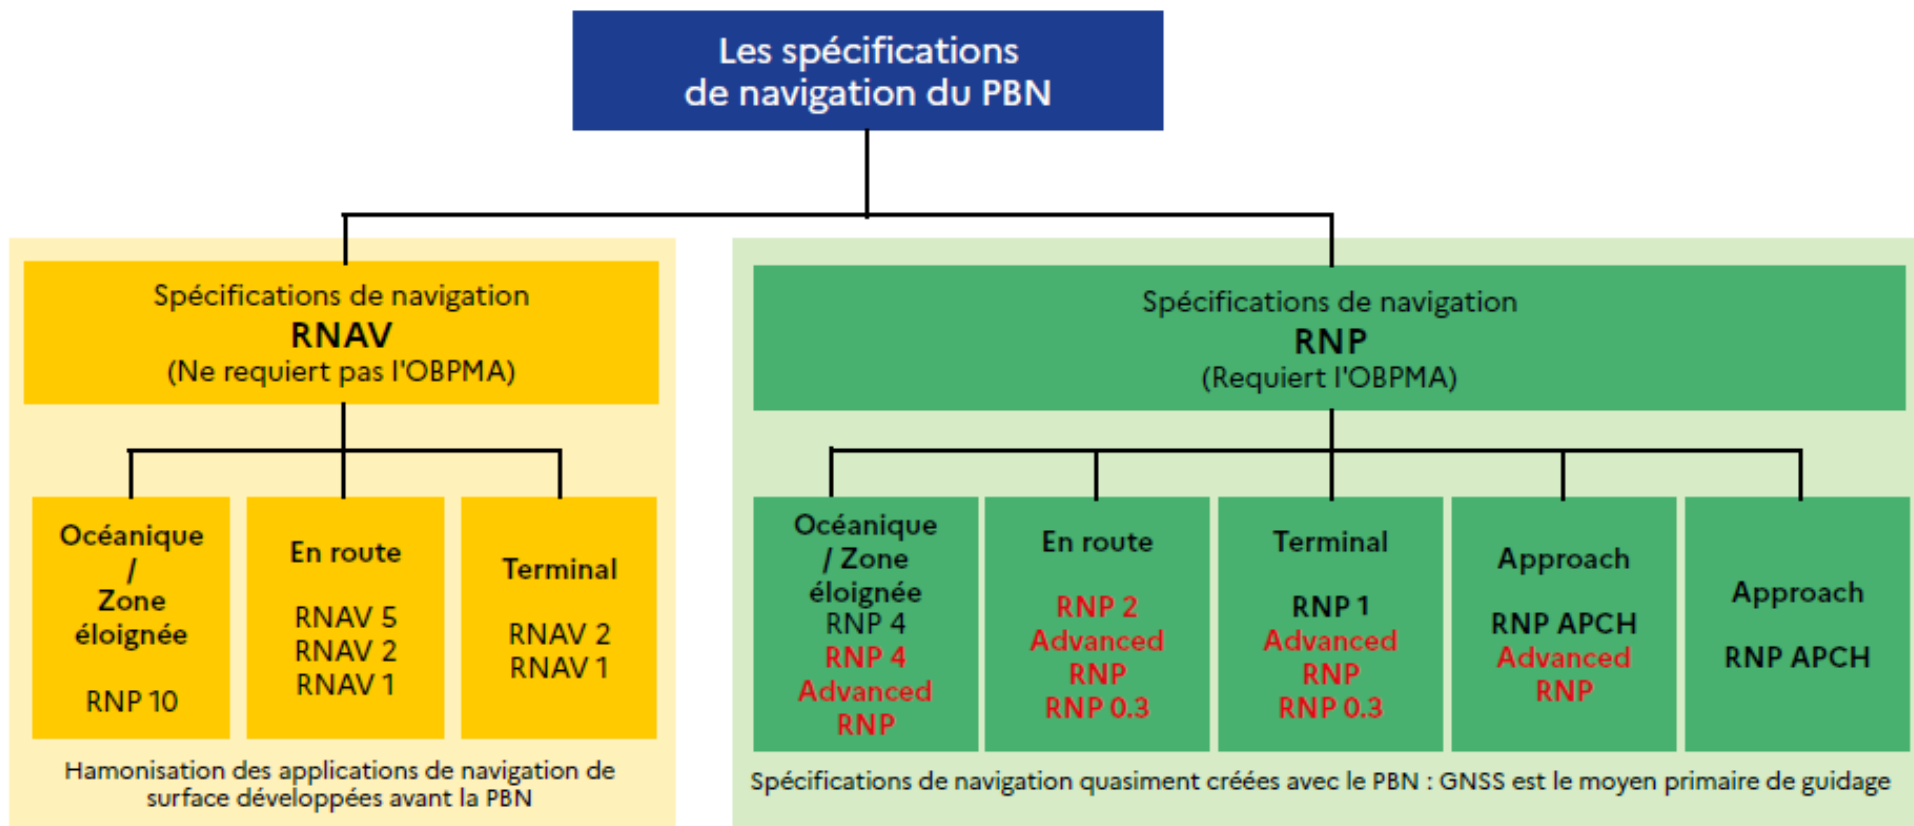 Les spécifications
de navigation du PBN
Spécifications de navigation
RNAV
(Ne requiert pas l'OBPMA)
Océanique
/
Zone
éloignée
RNP 10
En route
RNAV 5
RNAV 2
RNAV 1
Terminal
RNAV 2
RNAV 1
Hamonisation des applications de navigation de
surface développées avant la PBN
Spécifications de navigation
RNP
(Requiert l'OBPMA)
Océanique
/ Zone
éloignée
RNP 4
RNP 4
Advanced
RNP
En route
RNP 2
Advanced
RNP
RNP 0.3
Terminal
RNP 1
Advanced
RNP
RNP 0.3
Approach
RNP APCH
Advanced
RNP
Approach
RNP APCH
Spécifications de navigation quasiment créées avec le PBN : GNSS est le moyen primaire de guidage